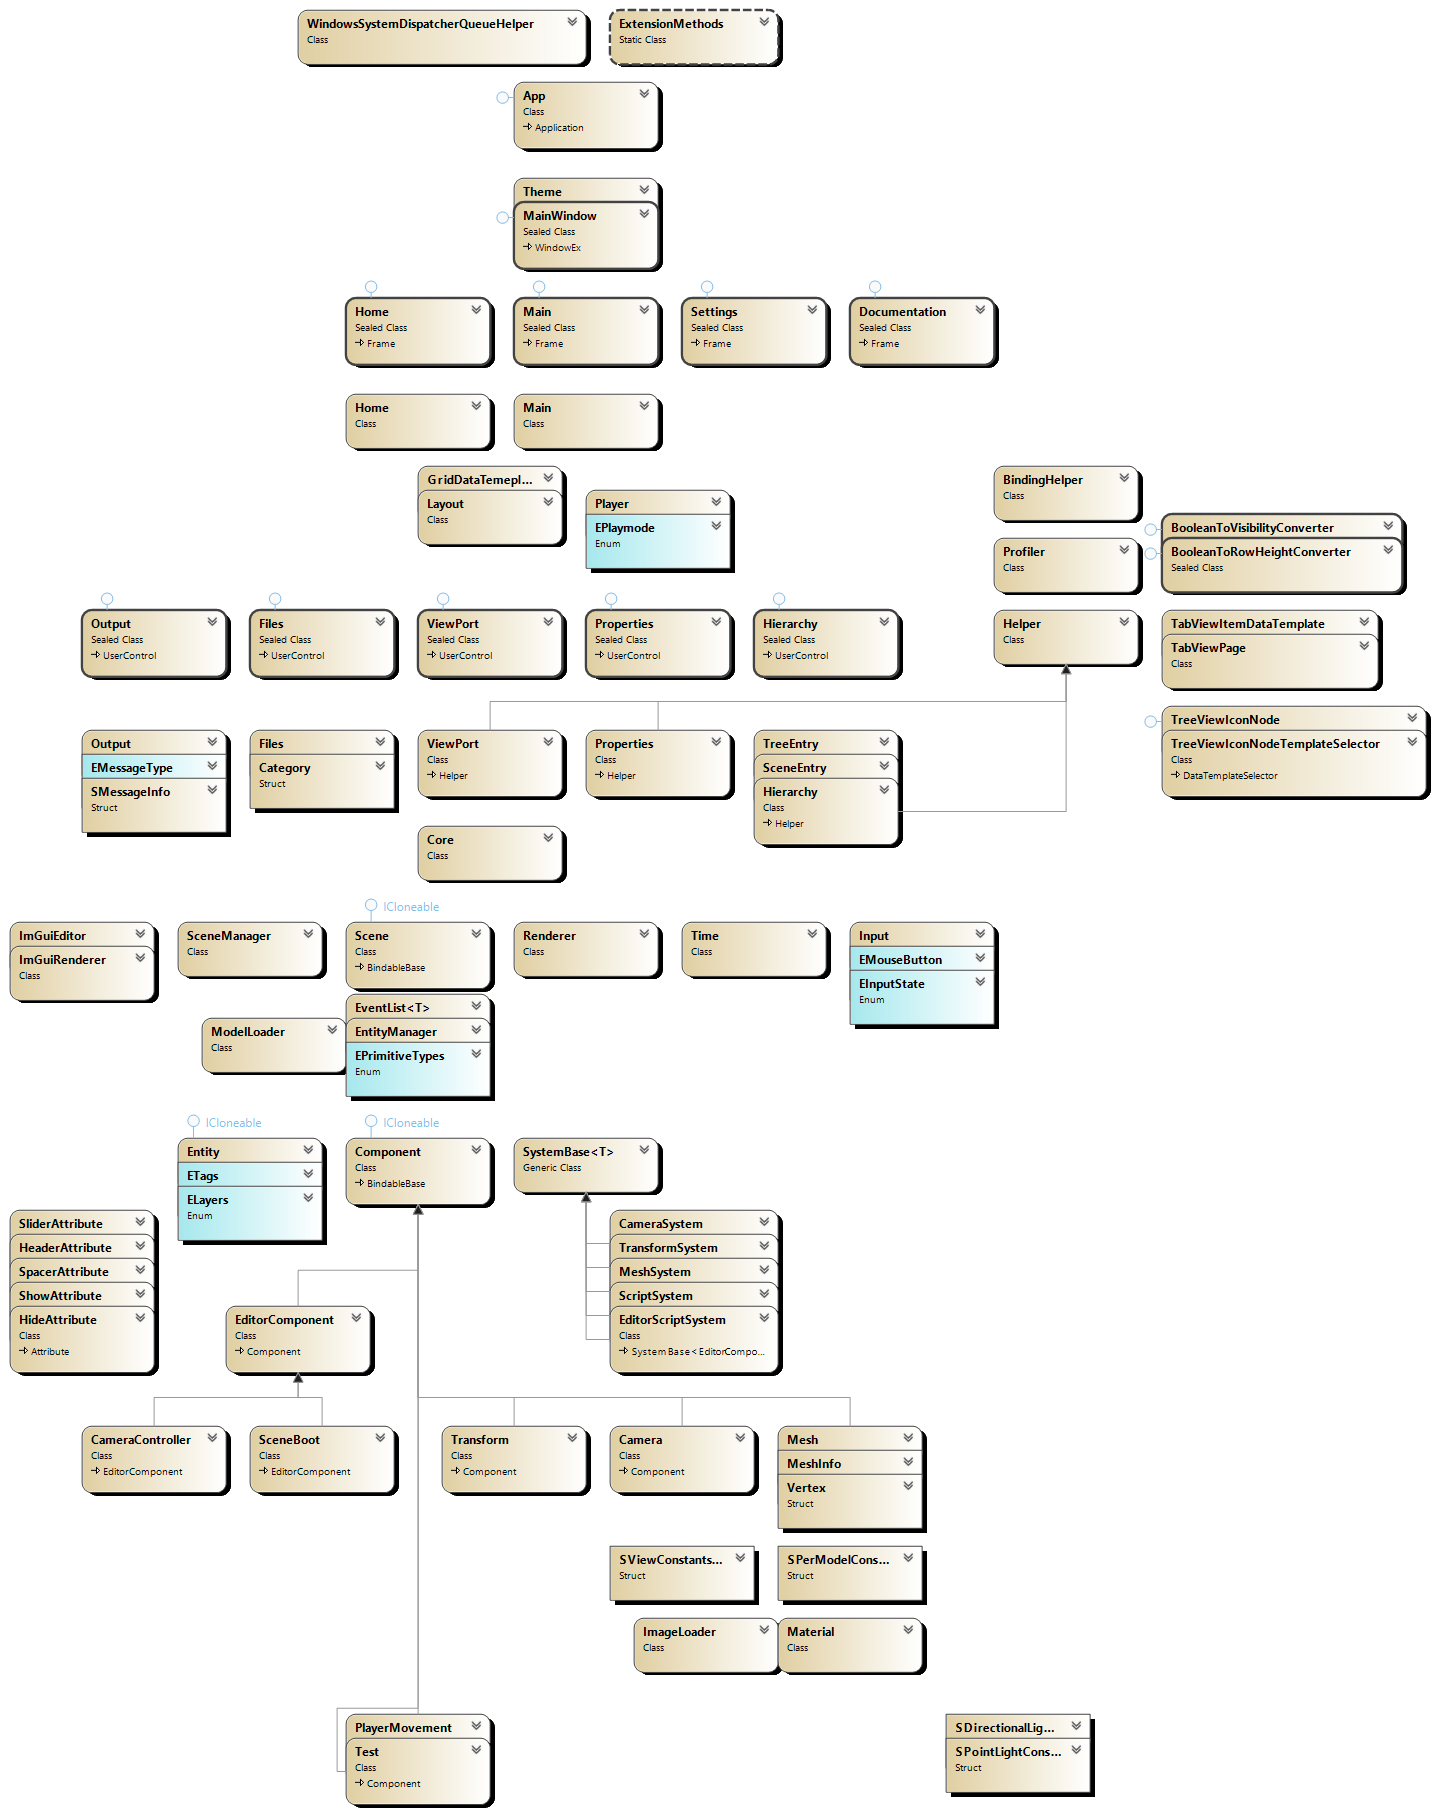 WindowsSystemDispatcherQueueHelper
Class
ExtensionMethods
Static Class
App
Class
Application
Theme
MainWindow
Sealed Class
WindowEx
Home
Sealed Class
Frame
Main
Sealed Class
Frame
Settings
Sealed Class
Frame
Documentation
Sealed Class
Frame
Home
Class
Main
Class
GridDataTemepl...
Layout
Class
Player
EPlaymode
Enum
BindingHelper
Class
Profiler
Class
BooleanToVisibilityConverter
BooleanToRowHeightConverter
Sealed Class
Output
Sealed Class
UserControl
Files
Sealed Class
UserControl
ViewPort
Sealed Class
UserControl
Properties
Sealed Class
UserControl
Hierarchy
Sealed Class
UserControl
Helper
Class
TabViewItemDataTemplate
TabViewPage
Class
Output
EMessageType
SMessageInfo
Struct
Files
Category
Struct
ViewPort
Class
Helper
Properties
Class
Helper
TreeEntry
SceneEntry
Hierarchy
Class
Helper
TreeViewIconNode
TreeViewIconNodeTemplateSelector
Class
DataTemplateSelector
Core
Class
ImGuiEditor
ImGuiRenderer
Class
SceneManager
Class
ICloneable
Scene
Class
BindableBase
Renderer
Class
Time
Class
Input
EMouseButton
EInputState
Enum
ModelLoader
Class
EventList<T>
EntityManager
EPrimitiveTypes
Enum
ICloneable
Entity
ETags
ELayers
Enum
ICloneable
Component
Class
BindableBase
SystemBase<T>
Generic Class
SliderAttribute
HeaderAttribute
SpacerAttribute
ShowAttribute
HideAttribute
Class
Attribute
EditorComponent
Class
Component
CameraSystem
TransformSystem
MeshSystem
ScriptSystem
EditorScriptSystem
Class
SystemBase<EditorCompo...
CameraController
Class
EditorComponent
SceneBoot
Class
EditorComponent
Transform
Class
Component
Camera
Class
Component
Mesh
MeshInfo
Vertex
Struct
SViewConstants...
Struct
SPerModelCons...
Struct
ImageLoader
Class
Material
Class
PlayerMovement
Test
Class
Component
SDirectionalLig...
SPointLightCons...
Struct